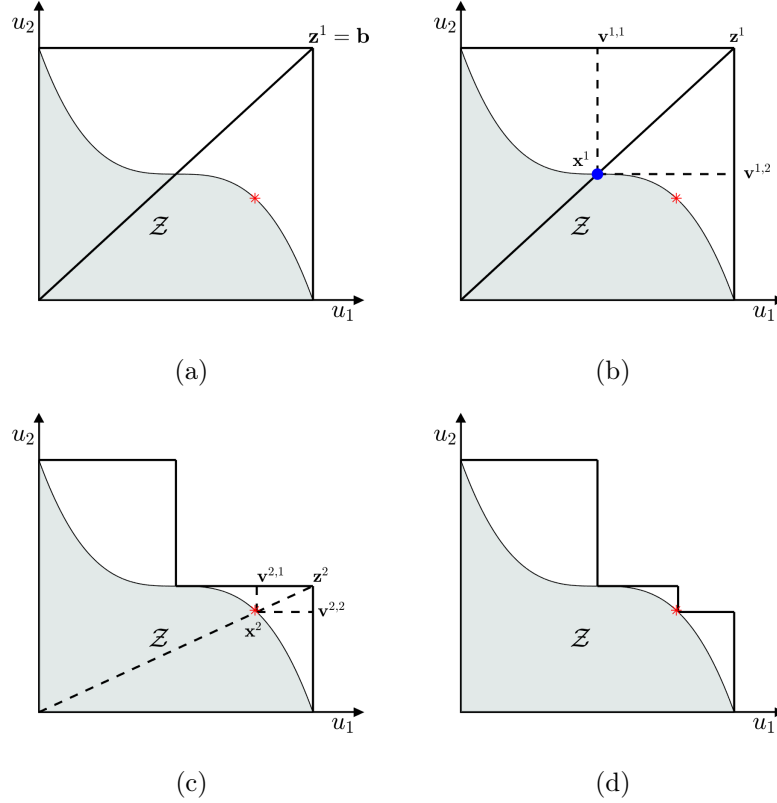 u₂
z¹ = b
𝒵
u₁
(a)
u₂
v¹,¹
z¹
x¹
v¹,²
𝒵
u₁
(b)
u₂
v²,¹
z²
v²,²
x²
𝒵
u₁
(c)
u₂
𝒵
u₁
(d)